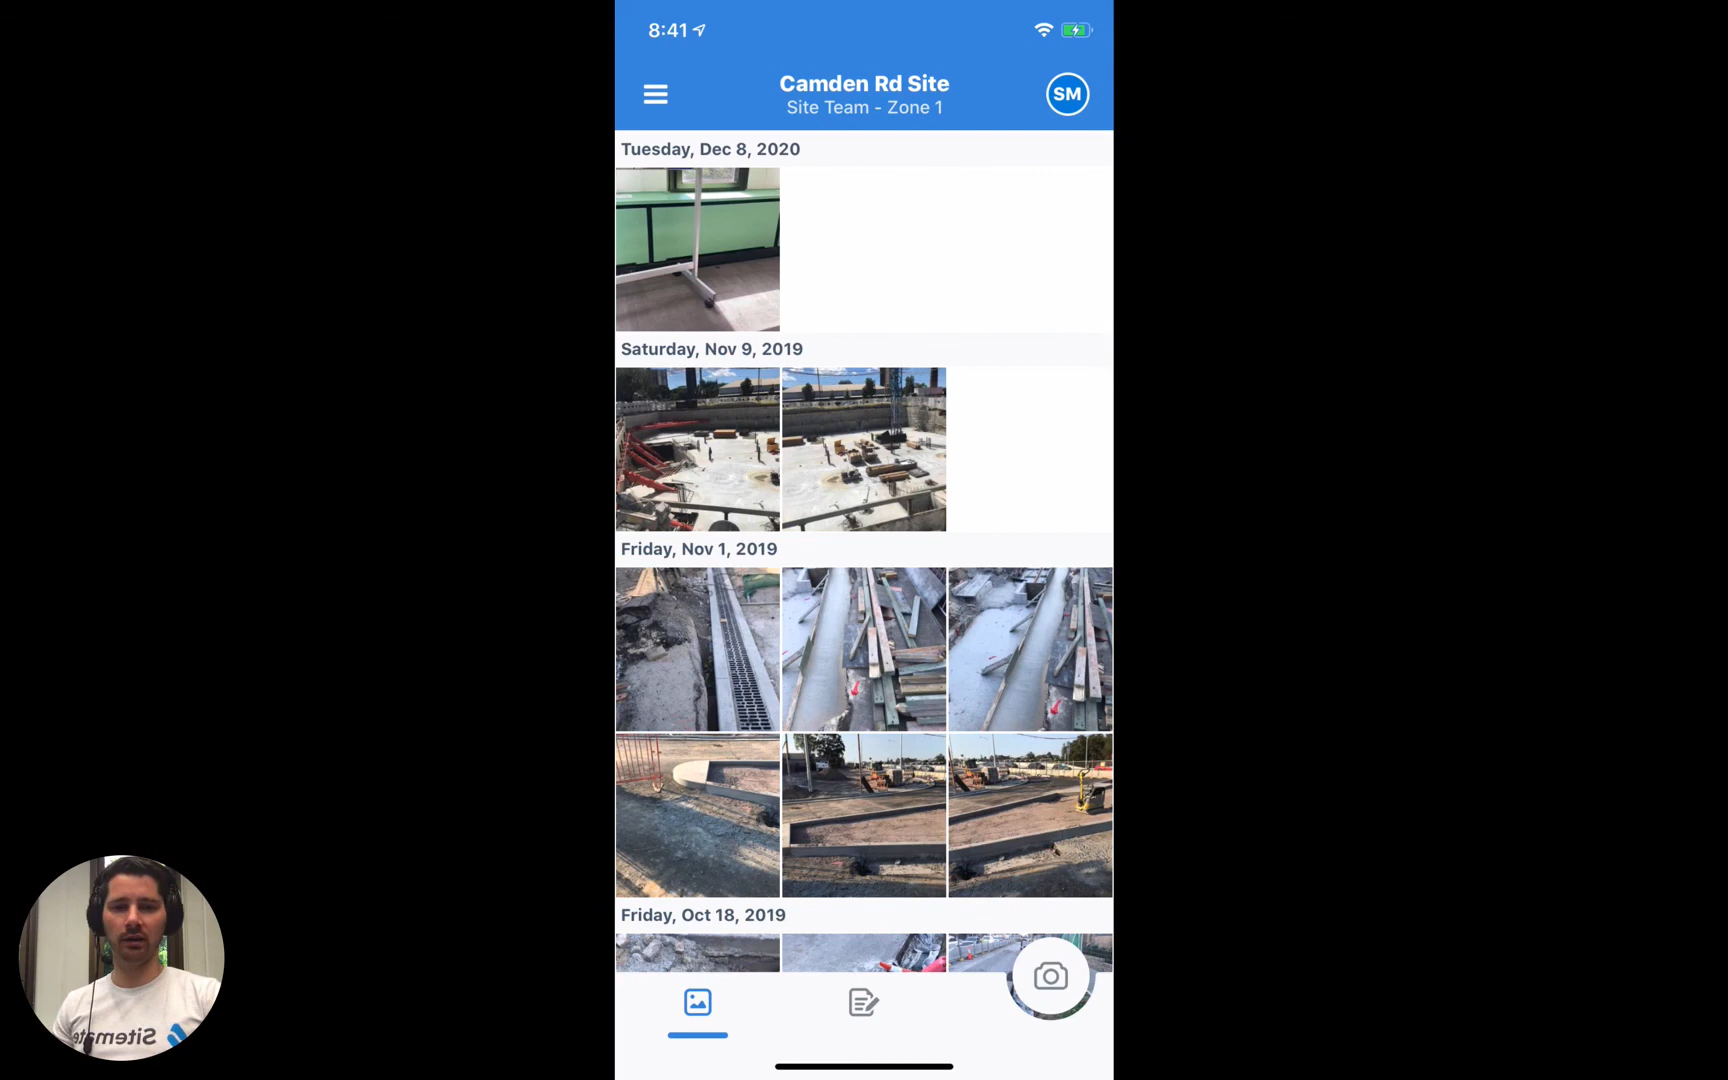 8:41
Camden Rd Site
SM
Site Team - Zone 1
Tuesday, Dec 8, 2020
Saturday, Nov 9, 2019
Friday, Nov 1, 2019
Friday, Oct 18, 2019
Sitemate